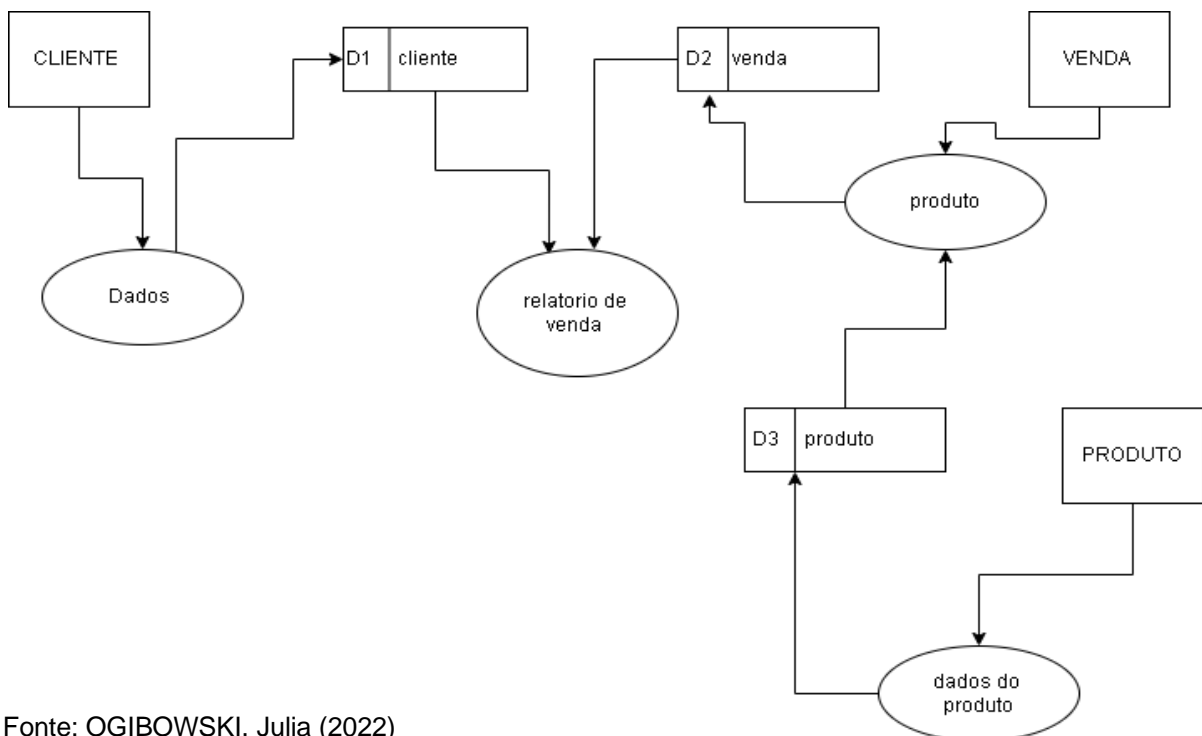 CLIENTE
D1 cliente
D2 venda
VENDA
produto
Dados
relatorio de
venda
D3 produto
PRODUTO
dados do
produto
Fonte: OGIBOWSKI, Julia (2022)